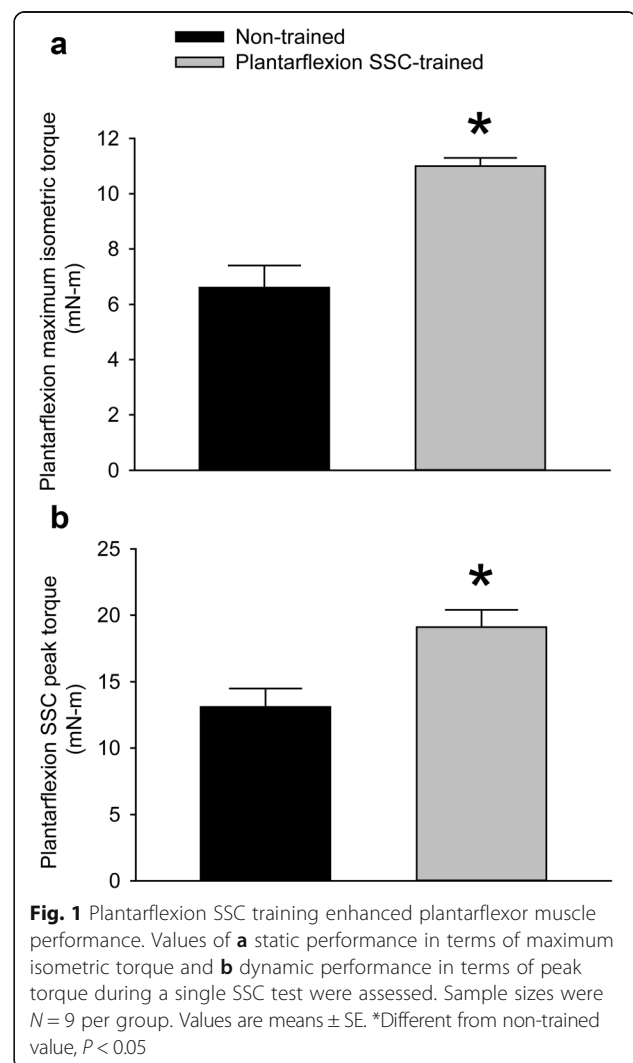 a
Non-trained
Plantarflexion SSC-trained
Plantarflexion maximum isometric torque
(mN-m)
12
10
8
6
4
2
0
*
b
Plantarflexion SSC peak torque
(mN-m)
25
20
15
10
5
0
*
Fig. 1 Plantarflexion SSC training enhanced plantarflexor muscle
performance. Values of a static performance in terms of maximum
isometric torque and b dynamic performance in terms of peak
torque during a single SSC test were assessed. Sample sizes were
N = 9 per group. Values are means ± SE. *Different from non-trained
value, P < 0.05